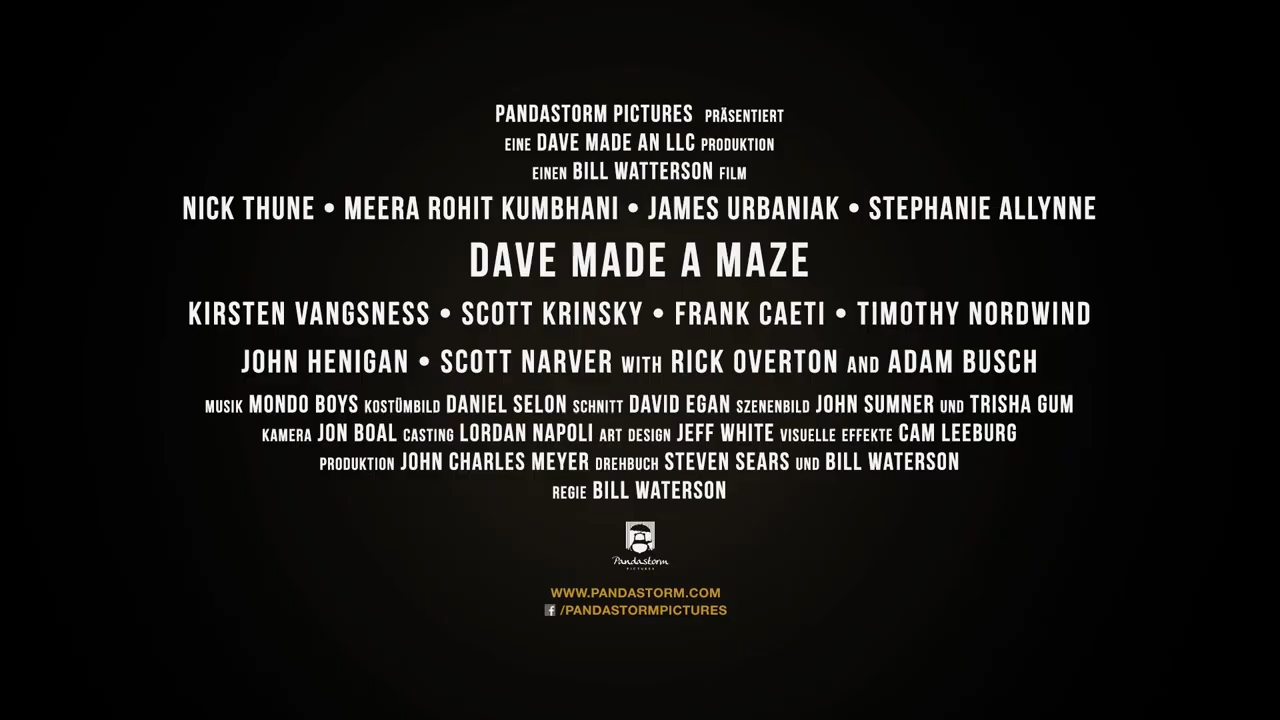 PANDASTORM PICTURES PRÄSENTIERT
EINE DAVE MADE AN LLC PRODUKTION
EINEN BILL WATTERSON FILM
NICK THUNE • MEERA ROHIT KUMBHANI • JAMES URBANIAK • STEPHANIE ALLYNNE
DAVE MADE A MAZE
KIRSTEN VANGSNESS • SCOTT KRINSKY • FRANK CAETI • TIMOTHY NORDWIND
JOHN HENIGAN • SCOTT NARVER WITH RICK OVERTON AND ADAM BUSCH
MUSIK MONDO BOYS KOSTÜMBILD DANIEL SELON SCHNITT DAVID EGAN SZENENBILD JOHN SUMNER UND TRISHA GUM
KAMERA JON BOAL CASTING LORDAN NAPOLI ART DESIGN JEFF WHITE VISUELLE EFFEKTE CAM LEEBURG
PRODUKTION JOHN CHARLES MEYER DREHBUCH STEVEN SEARS UND BILL WATERSON
REGIE BILL WATERSON
Pandastorm
PICTURES
WWW.PANDASTORM.COM
f /PANDASTORMPICTURES